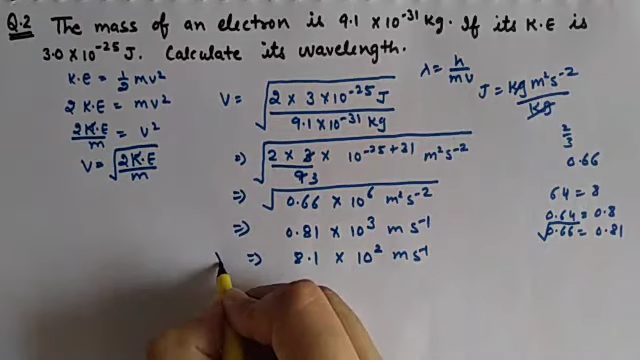 Q.2 The mass of an electron is 9.1 × 10⁻³¹ kg. If its K.E is
3.0 × 10⁻²⁵ J. Calculate its wavelength.
K.E = 1/2 mv²
2 K.E = mv²
2K.E/m = v²
V = √(2K.E/m)
V = √(2 × 3 × 10⁻²⁵ J / 9.1 × 10⁻³¹ kg)
⇒ √(2 × 3/9 3 × 10⁻²⁵⁺³¹ m²s⁻²)
⇒ √(0.66 × 10⁶ m²s⁻²)
⇒ 0.81 × 10³ m s⁻¹
⇒ 8.1 × 10² m s⁻¹
λ = h/mv
J = kg m²s⁻²/kg
2/3
0.66
64 = 8
0.64 = 0.8
√0.66 = 0.81